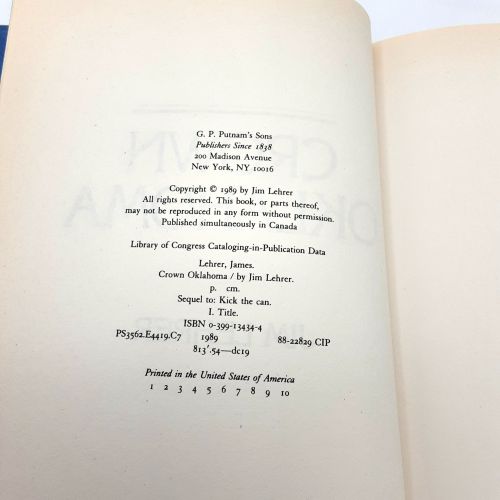 G. P. Putnam's Sons
Publishers Since 1838
200 Madison Avenue
New York, NY 10016
Copyright © 1989 by Jim Lehrer
All rights reserved. This book, or parts thereof,
may not be reproduced in any form without permission.
Published simultaneously in Canada
Library of Congress Cataloging-in-Publication Data
Lehrer, James.
Crown Oklahoma / by Jim Lehrer.
p. cm.
Sequel to: Kick the can.
I. Title.
ISBN 0-399-13434-4
PS3562.E4419.C7 1989 88-22829 CIP
813'.54—dc19
Printed in the United States of America
1 2 3 4 5 6 7 8 9 10